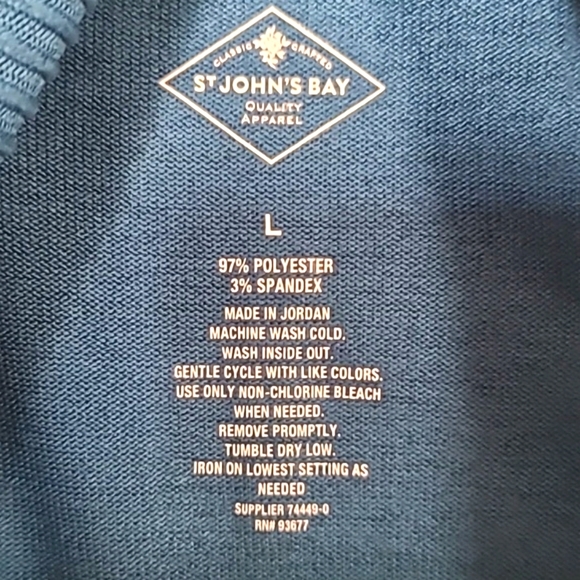 CLASSIC CRAFTED
ST JOHN'S BAY
QUALITY
APPAREL
L
97% POLYESTER
3% SPANDEX
MADE IN JORDAN
MACHINE WASH COLD.
WASH INSIDE OUT.
GENTLE CYCLE WITH LIKE COLORS.
USE ONLY NON-CHLORINE BLEACH
WHEN NEEDED.
REMOVE PROMPTLY.
TUMBLE DRY LOW.
IRON ON LOWEST SETTING AS
NEEDED
SUPPLIER 74449-0
RN# 93677